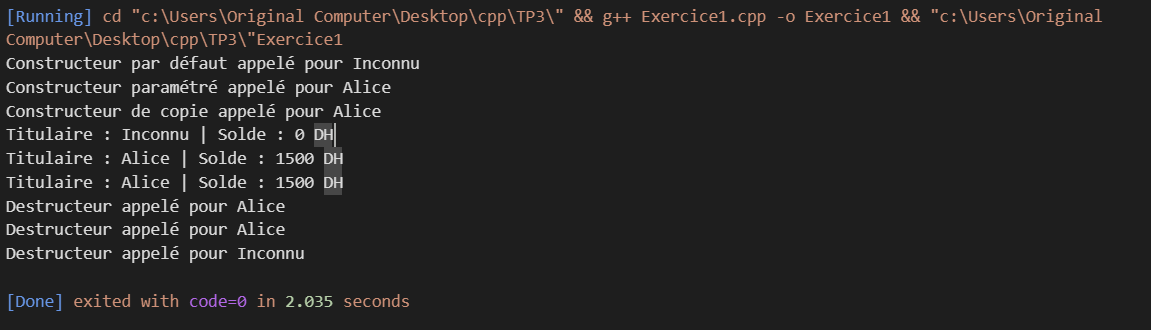 [Running] cd "c:\Users\Original Computer\Desktop\cpp\TP3\" && g++ Exercice1.cpp -o Exercice1 && "c:\Users\Original
Computer\Desktop\cpp\TP3\"Exercice1
Constructeur par défaut appelé pour Inconnu
Constructeur paramétré appelé pour Alice
Constructeur de copie appelé pour Alice
Titulaire : Inconnu | Solde : 0 DH
Titulaire : Alice | Solde : 1500 DH
Titulaire : Alice | Solde : 1500 DH
Destructeur appelé pour Alice
Destructeur appelé pour Alice
Destructeur appelé pour Inconnu
[Done] exited with code=0 in 2.035 seconds